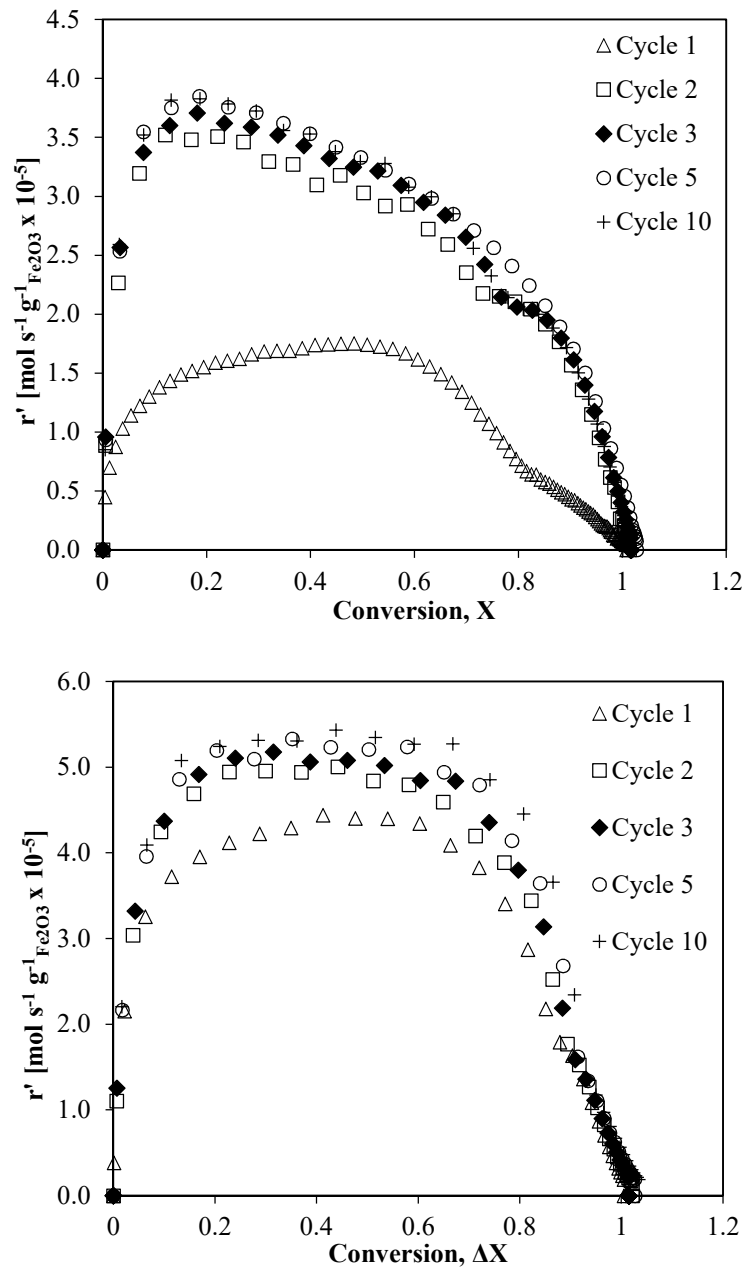 4.5
4.0
3.5
3.0
2.5
2.0
1.5
1.0
0.5
0.0
r' [mol s⁻¹ g⁻¹Fe2O3 x 10⁻⁵]
Cycle 1
Cycle 2
Cycle 3
Cycle 5
Cycle 10
0 0.2 0.4 0.6 0.8 1 1.2
Conversion, X
6.0
5.0
4.0
3.0
2.0
1.0
0.0
r' [mol s⁻¹ g⁻¹Fe2O3 x 10⁻⁵]
Cycle 1
Cycle 2
Cycle 3
Cycle 5
Cycle 10
0 0.2 0.4 0.6 0.8 1 1.2
Conversion, ΔX